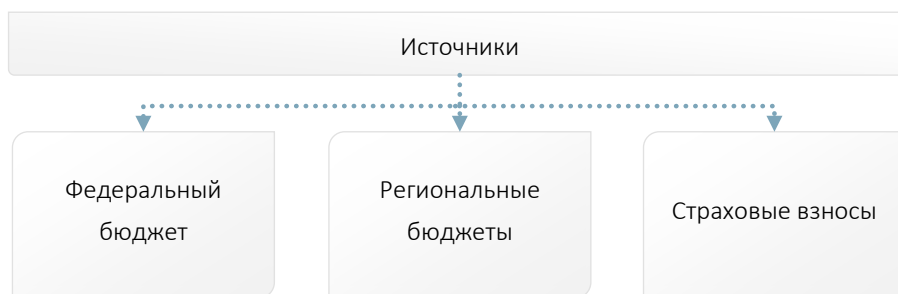 Источники
Федеральный
бюджет
Региональные
бюджеты
Страховые взносы